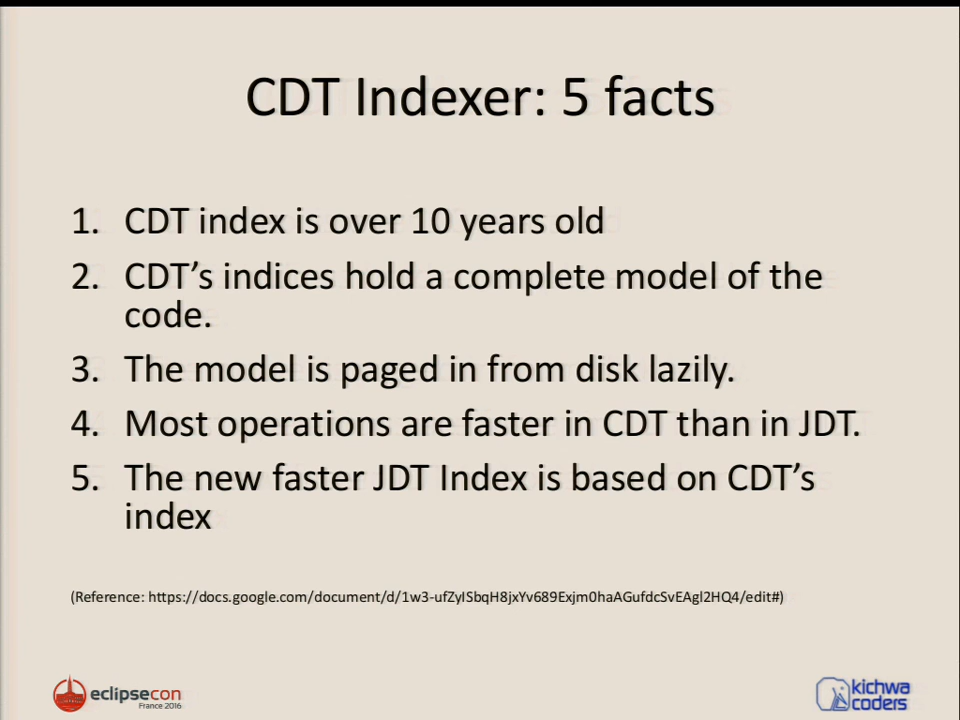 CDT Indexer: 5 facts
1. CDT index is over 10 years old
2. CDT’s indices hold a complete model of the
code.
3. The model is paged in from disk lazily.
4. Most operations are faster in CDT than in JDT.
5. The new faster JDT Index is based on CDT’s
index
(Reference: https://docs.google.com/document/d/1w3-ufZyISbqH8jxYv689Exjm0haAGufdcSvEAgl2HQ4/edit#)
eclipsecon
France 2016
kichwa
coders